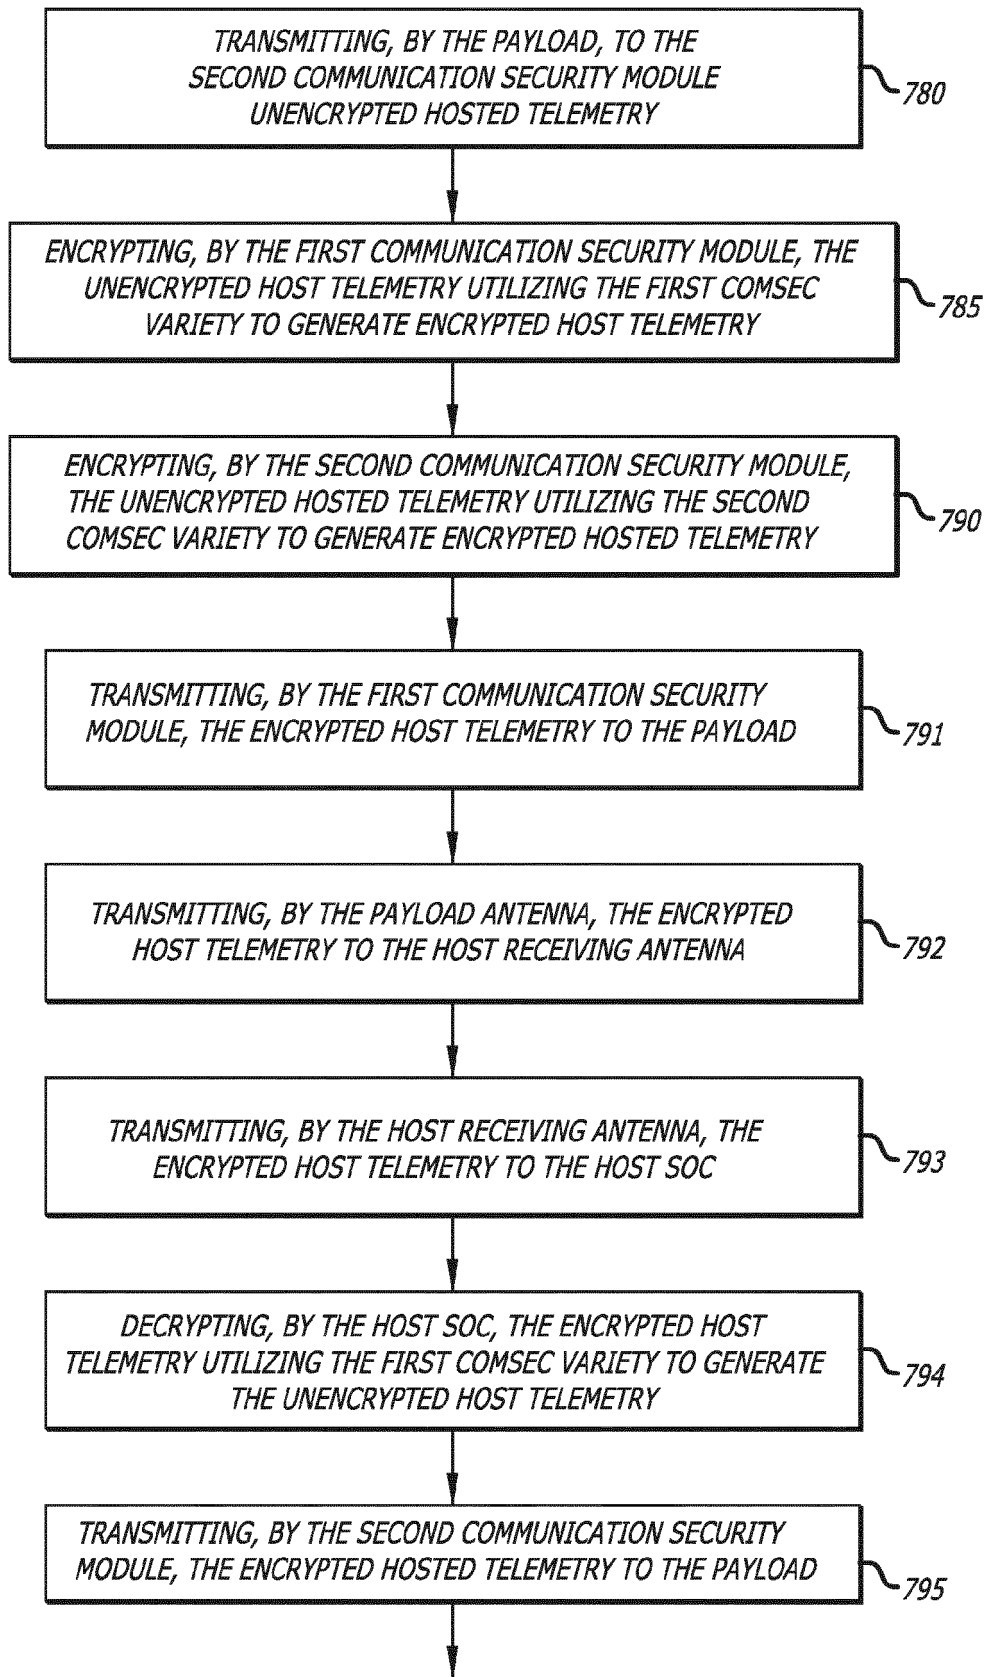 TRANSMITTING, BY THE PAYLOAD, TO THE
SECOND COMMUNICATION SECURITY MODULE
UNENCRYPTED HOSTED TELEMETRY
780
ENCRYPTING, BY THE FIRST COMMUNICATION SECURITY MODULE, THE
UNENCRYPTED HOST TELEMETRY UTILIZING THE FIRST COMSEC
VARIETY TO GENERATE ENCRYPTED HOST TELEMETRY
785
ENCRYPTING, BY THE SECOND COMMUNICATION SECURITY MODULE,
THE UNENCRYPTED HOSTED TELEMETRY UTILIZING THE SECOND
COMSEC VARIETY TO GENERATE ENCRYPTED HOSTED TELEMETRY
790
TRANSMITTING, BY THE FIRST COMMUNICATION SECURITY
MODULE, THE ENCRYPTED HOST TELEMETRY TO THE PAYLOAD
791
TRANSMITTING, BY THE PAYLOAD ANTENNA, THE ENCRYPTED
HOST TELEMETRY TO THE HOST RECEIVING ANTENNA
792
TRANSMITTING, BY THE HOST RECEIVING ANTENNA, THE
ENCRYPTED HOST TELEMETRY TO THE HOST SOC
793
DECRYPTING, BY THE HOST SOC, THE ENCRYPTED HOST
TELEMETRY UTILIZING THE FIRST COMSEC VARIETY TO GENERATE
THE UNENCRYPTED HOST TELEMETRY
794
TRANSMITTING, BY THE SECOND COMMUNICATION SECURITY
MODULE, THE ENCRYPTED HOSTED TELEMETRY TO THE PAYLOAD
795